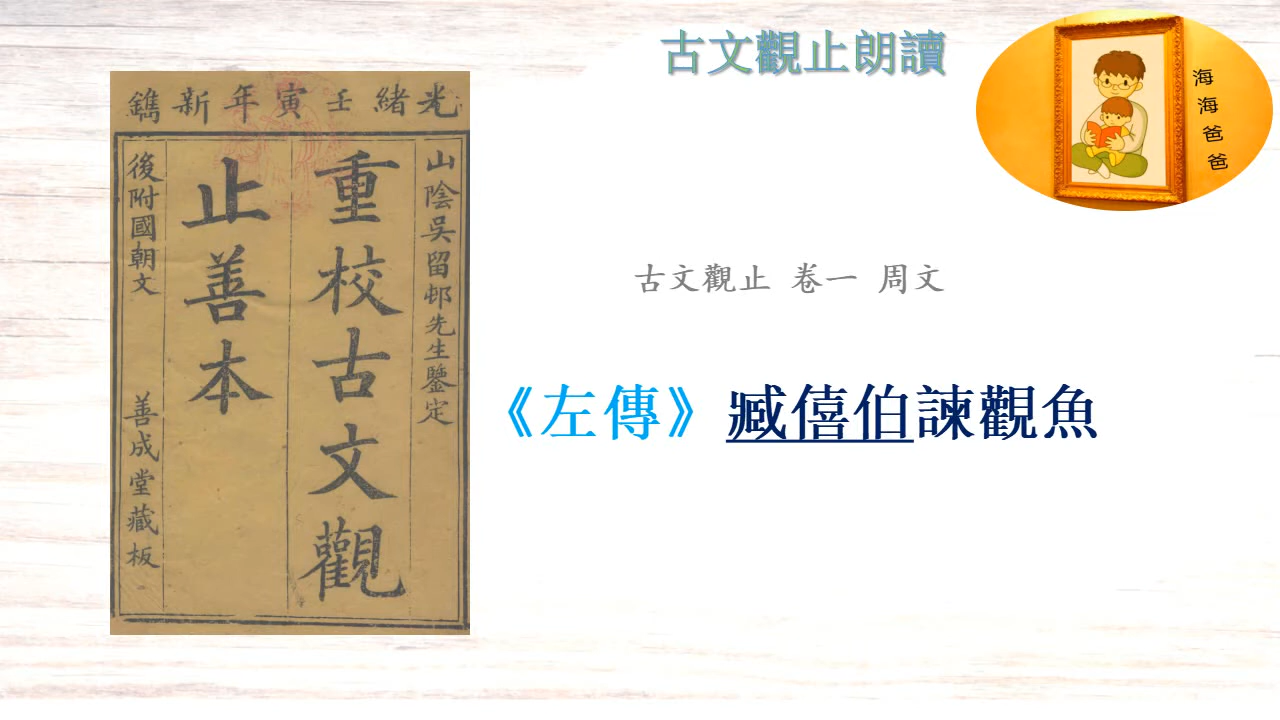 古文觀止朗讀
海海爸爸
光緒壬寅年新鐫
山陰吳留邨先生鑒定
重校古文觀
止善本
後附國朝文 善成堂藏板
古文觀止 卷一 周文
《左傳》臧僖伯諫觀魚